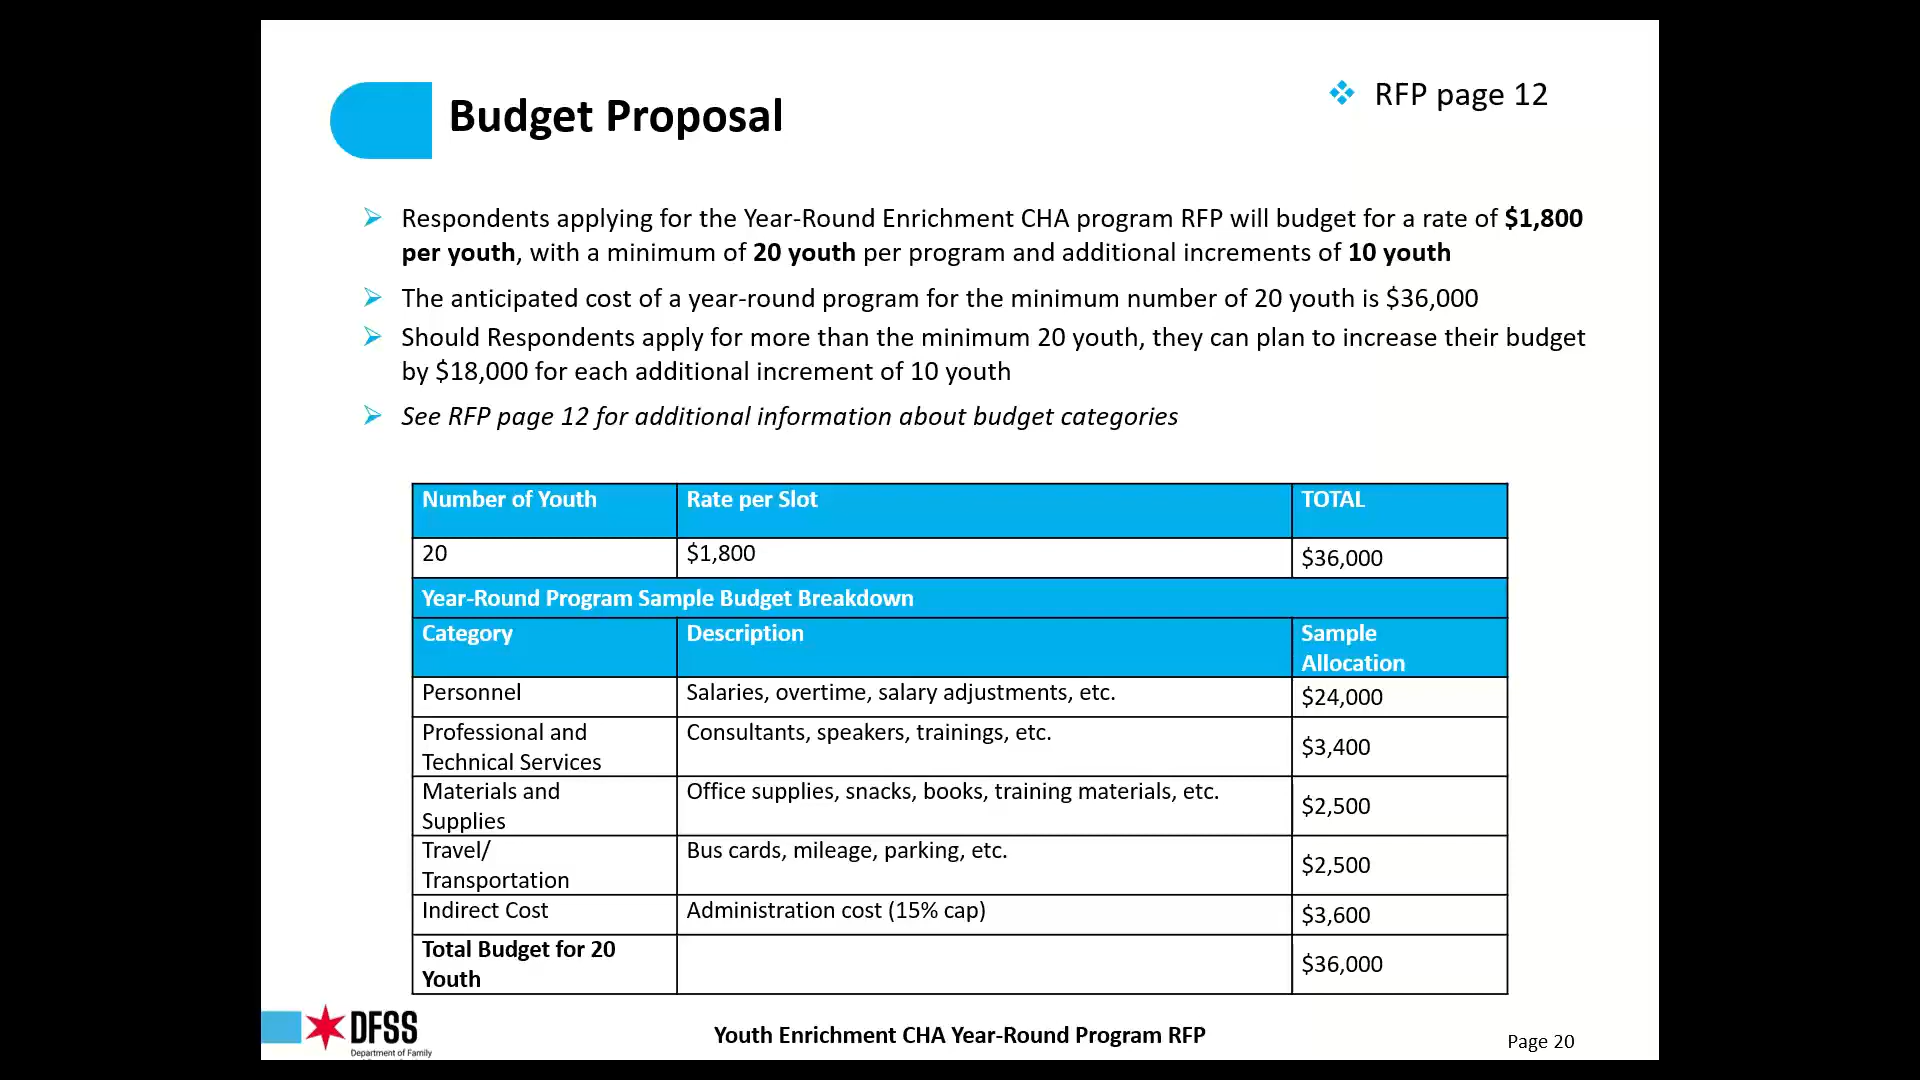 Budget Proposal
RFP page 12
Respondents applying for the Year-Round Enrichment CHA program RFP will budget for a rate of $1,800
per youth, with a minimum of 20 youth per program and additional increments of 10 youth
The anticipated cost of a year-round program for the minimum number of 20 youth is $36,000
Should Respondents apply for more than the minimum 20 youth, they can plan to increase their budget
by $18,000 for each additional increment of 10 youth
See RFP page 12 for additional information about budget categories
Number of Youth Rate per Slot TOTAL
20 $1,800 $36,000
Year-Round Program Sample Budget Breakdown
Category Description Sample
Allocation
Personnel Salaries, overtime, salary adjustments, etc. $24,000
Professional and
Technical Services Consultants, speakers, trainings, etc. $3,400
Materials and
Supplies Office supplies, snacks, books, training materials, etc. $2,500
Travel/
Transportation Bus cards, mileage, parking, etc. $2,500
Indirect Cost Administration cost (15% cap) $3,600
Total Budget for 20
Youth $36,000
DFSS
Department of Family
Youth Enrichment CHA Year-Round Program RFP
Page 20